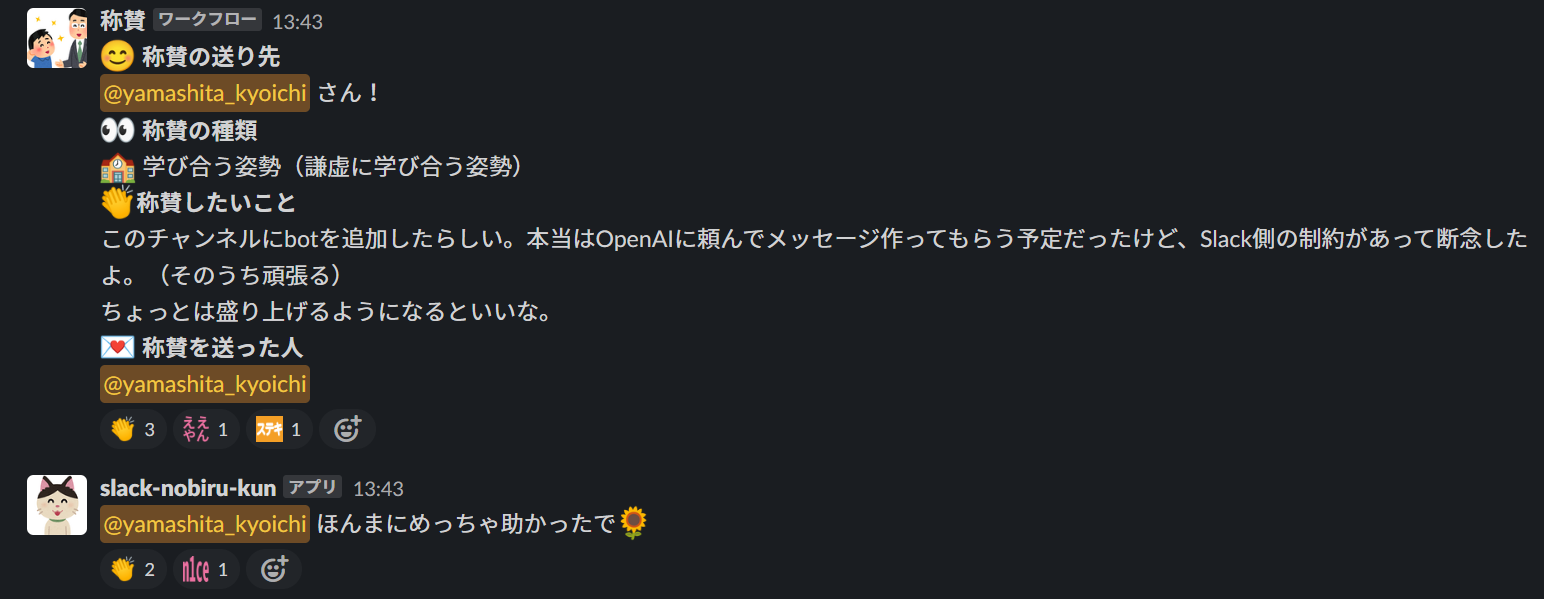 称賛 ワークフロー 13:43
😊 称賛の送り先
@yamashita_kyoichi さん！
👀 称賛の種類
🏫 学び合う姿勢（謙虚に学び合う姿勢）
👏称賛したいこと
このチャンネルにbotを追加したらしい。本当はOpenAIに頼んでメッセージ作ってもらう予定だったけど、Slack側の制約があって断念した
よ。（そのうち頑張る）
ちょっとは盛り上げるようになるといいな。
💌 称賛を送った人
@yamashita_kyoichi
👏 3 ええやん 1 ステキ 1
slack-nobiru-kun アプリ 13:43
@yamashita_kyoichi ほんまにめっちゃ助かったで🌻
👏 2 n1ce 1